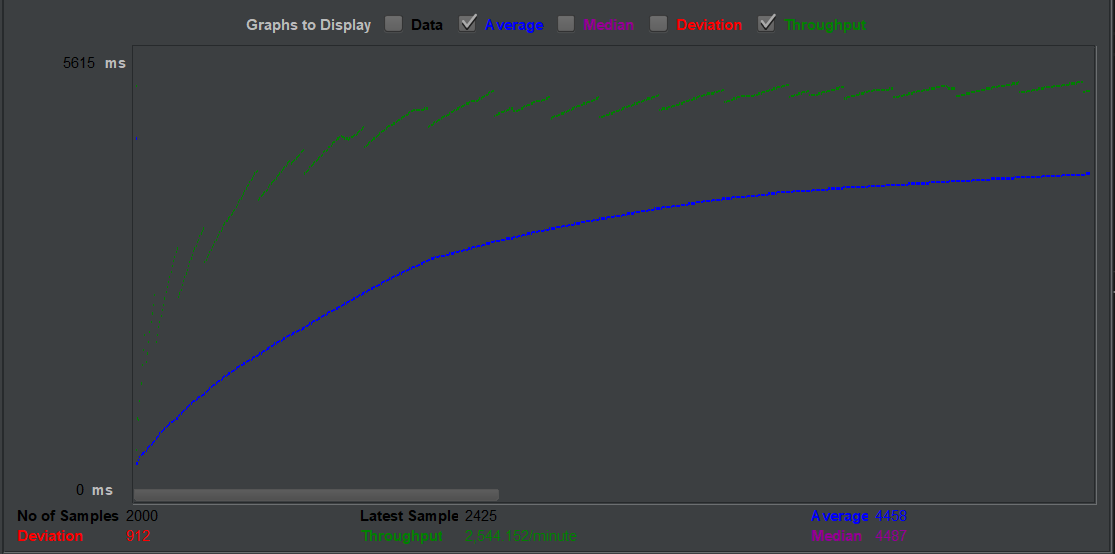 Graphs to Display Data Average Median Deviation Throughput
5615 ms
0 ms
No of Samples 2000 Latest Sample 2425 Average 4458
Deviation 912 Throughput 2,544.152/minute Median